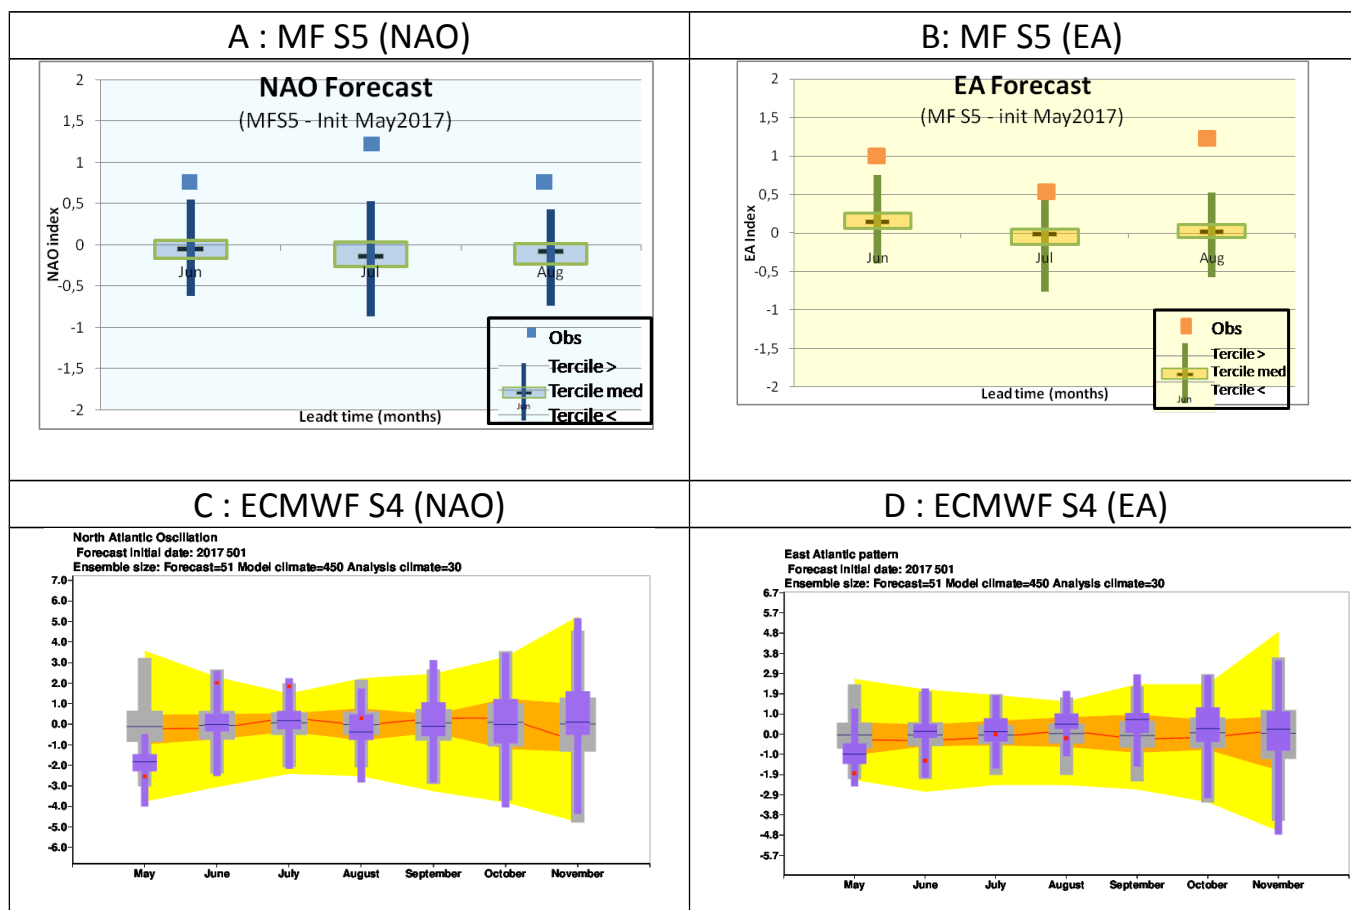 A : MF S5 (NAO)
B: MF S5 (EA)
NAO Forecast
(MFS5 - Init May2017)
2
1,5
1
0,5
0
-0,5
-1
-1,5
-2
NAO index
Jun
Jul
Aug
Leadt time (months)
Obs
Tercile >
Tercile med
Jun
Tercile <
EA Forecast
(MF S5 - init May2017)
2
1,5
1
0,5
0
-0,5
-1
-1,5
-2
EA Index
Jun
Jul
Aug
Lead time (months)
Obs
Tercile >
Tercile med
Jun
Tercile <
C : ECMWF S4 (NAO)
D : ECMWF S4 (EA)
North Atlantic Oscillation
Forecast initial date: 2017 501
Ensemble size: Forecast=51 Model climate=450 Analysis climate=30
7.0
6.0
5.0
4.0
3.0
2.0
1.0
0.0
-1.0
-2.0
-3.0
-4.0
-5.0
-6.0
May June July August September October November
East Atlantic pattern
Forecast initial date: 2017 501
Ensemble size: Forecast=51 Model climate=450 Analysis climate=30
6.7
5.7
4.8
3.8
2.9
1.9
1.0
0.0
-1.0
-1.9
-2.9
-3.8
-4.8
-5.7
May June July August September October November